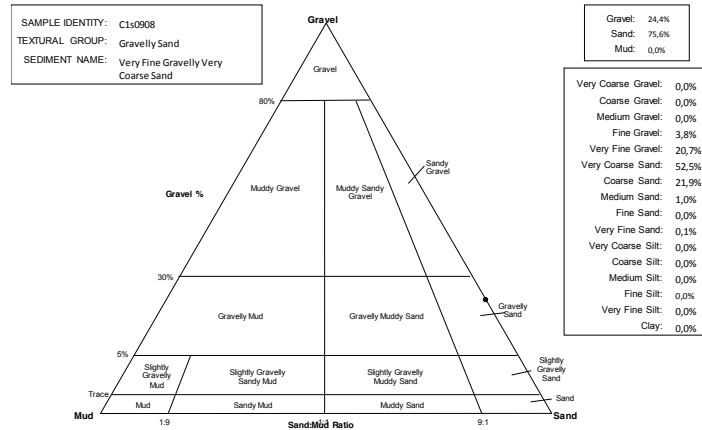 SAMPLE IDENTITY: C1s0908
TEXTURAL GROUP: Gravelly Sand
SEDIMENT NAME: Very Fine Gravelly Very
Coarse Sand
Gravel: 24,4%
Sand: 75,6%
Mud: 0,0%
Very Coarse Gravel: 0,0%
Coarse Gravel: 0,0%
Medium Gravel: 0,0%
Fine Gravel: 3,8%
Very Fine Gravel: 20,7%
Very Coarse Sand: 52,5%
Coarse Sand: 21,9%
Medium Sand: 1,0%
Fine Sand: 0,0%
Very Fine Sand: 0,1%
Very Coarse Silt: 0,0%
Coarse Silt: 0,0%
Medium Silt: 0,0%
Fine Silt: 0,0%
Very Fine Silt: 0,0%
Clay: 0,0%
Gravel
Gravel
80%
Sandy
Gravel
Muddy Gravel
Muddy Sandy
Gravel
Gravel %
30%
Gravelly
Sand
Gravelly Mud
Gravelly Muddy Sand
5%
Slightly
Gravelly
Mud
Slightly Gravelly
Sandy Mud
Slightly Gravelly
Muddy Sand
Slightly
Gravelly
Sand
Trace
Mud
Sandy Mud
Muddy Sand
Sand
Mud
Sand
1:9
1:1
9:1
Sand:Mud Ratio